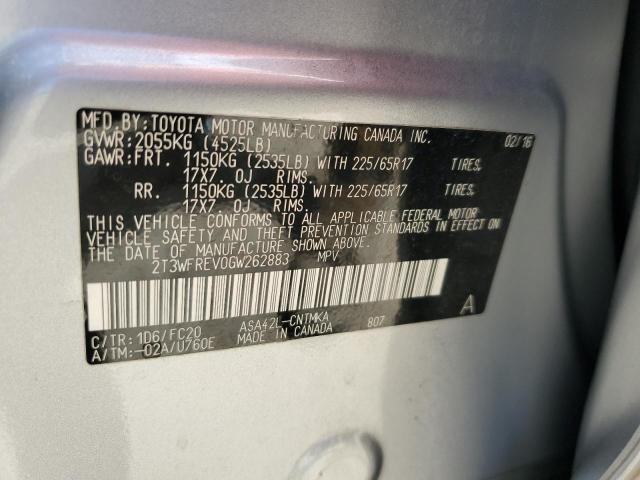 MFD.BY:TOYOTA MOTOR MANUFACTURING CANADA INC. 02/16
GVWR:2055KG (4525LB)
GAWR:FRT. 1150KG (2535LB) WITH 225/65R17 TIRES.
17X7.0J RIMS.
RR. 1150KG (2535LB) WITH 225/65R17 TIRES.
17X7.0J RIMS.
THIS VEHICLE CONFORMS TO ALL APPLICABLE FEDERAL MOTOR
VEHICLE SAFETY AND THEFT PREVENTION STANDARDS IN EFFECT ON
THE DATE OF MANUFACTURE SHOWN ABOVE.
2T3WFREV0GW262883 MPV
A
C/TR: 1D6/FC20 ASA42L-CNTMKA 807
A/TM:-02A/U760E MADE IN CANADA